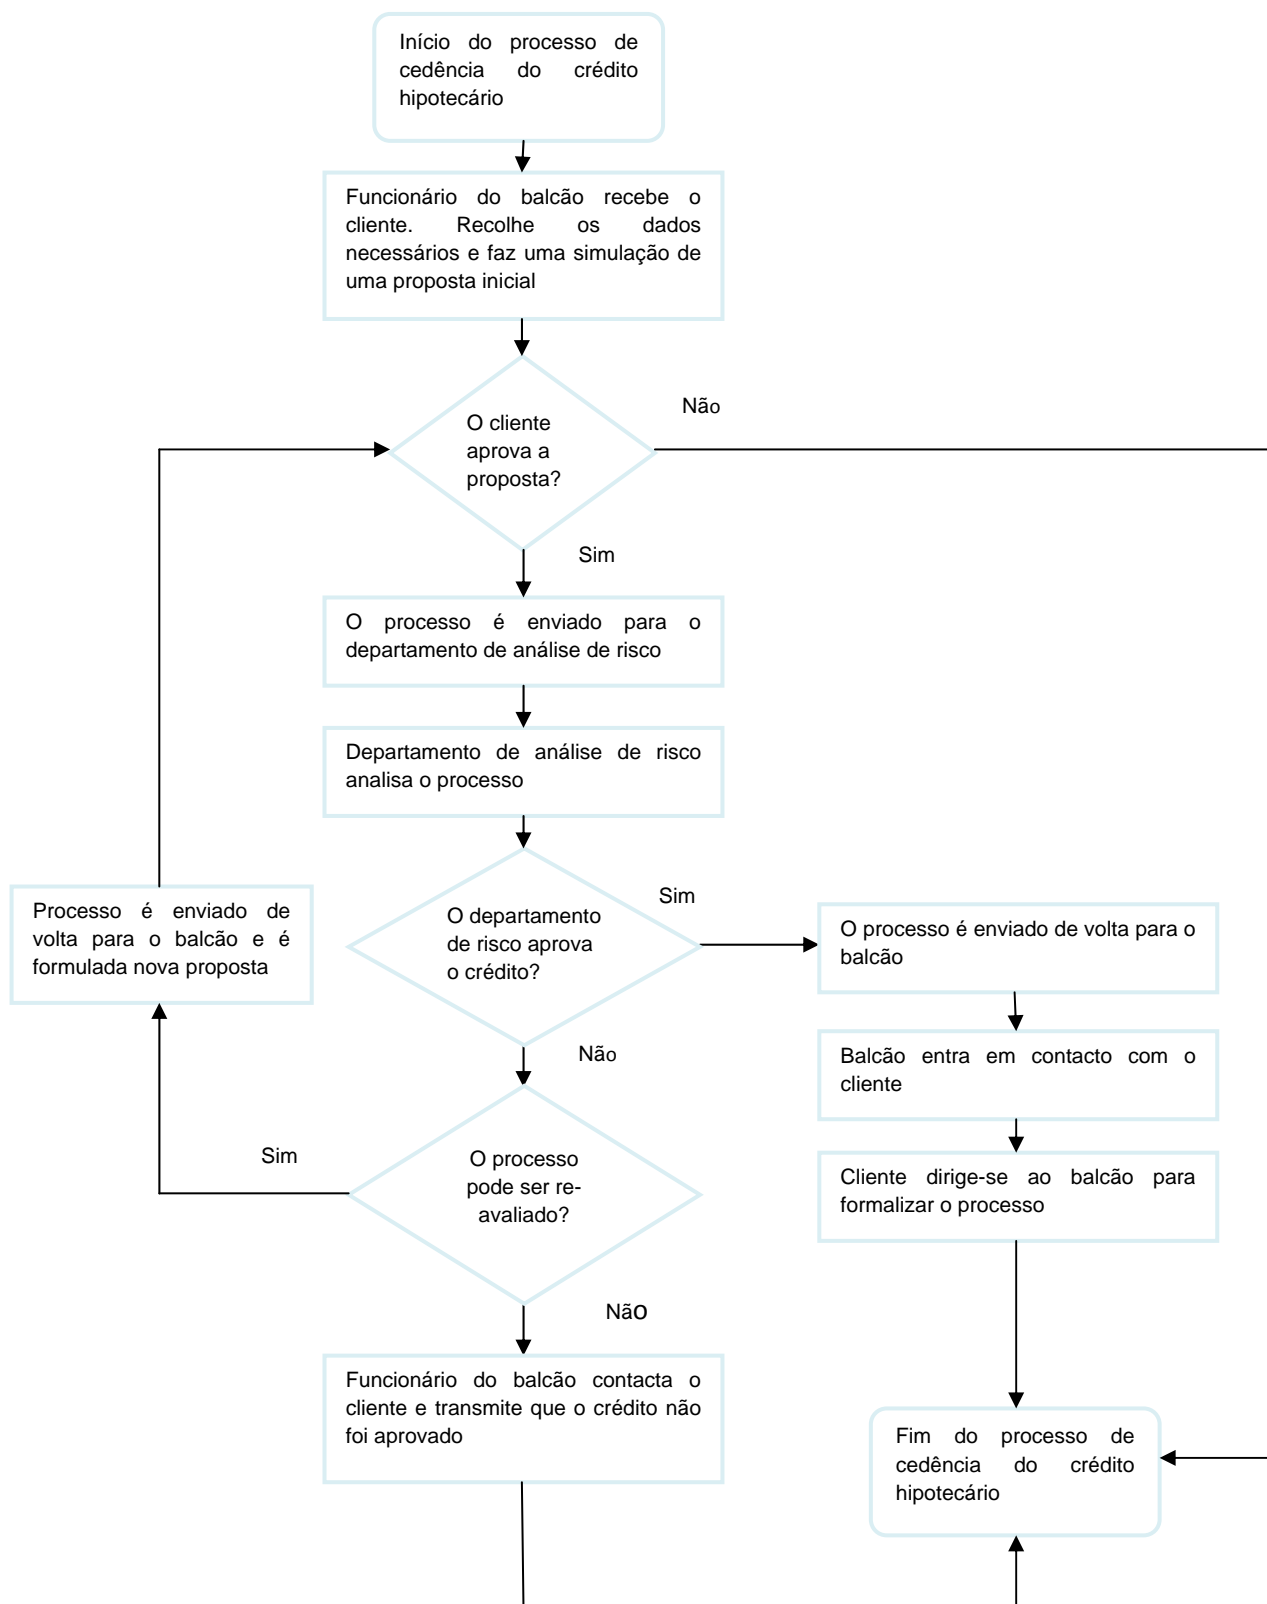 Início do processo de
cedência do crédito
hipotecário
Funcionário do balcão recebe o
cliente. Recolhe os dados
necessários e faz uma simulação de
uma proposta inicial
O cliente
aprova a
proposta?
Não
Sim
O processo é enviado para o
departamento de análise de risco
Departamento de análise de risco
analisa o processo
O departamento
de risco aprova
o crédito?
Sim
Processo é enviado de
volta para o balcão e é
formulada nova proposta
O processo é enviado de volta para o
balcão
Não
Balcão entra em contacto com o
cliente
O processo
pode ser re-
avaliado?
Sim
Cliente dirige-se ao balcão para
formalizar o processo
Não
Funcionário do balcão contacta o
cliente e transmite que o crédito não
foi aprovado
Fim do processo de
cedência do crédito
hipotecário